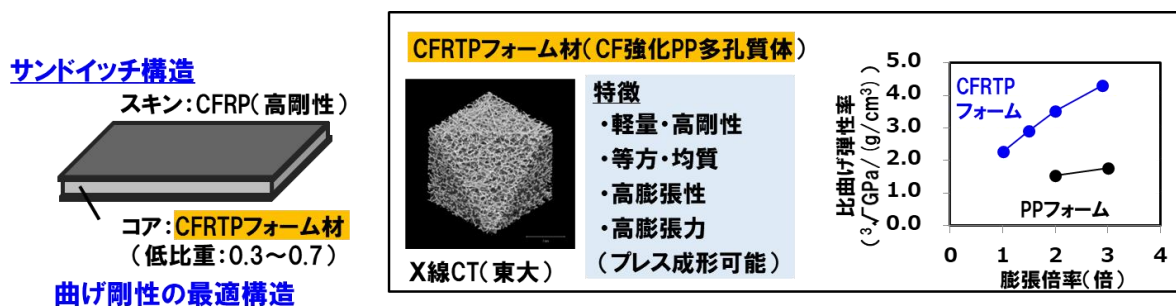 サンドイッチ構造
スキン:CFRP(高剛性)
コア:CFRTPフォーム材
(低比重:0.3~0.7)
曲げ剛性の最適構造
CFRTPフォーム材(CF強化PP多孔質体)
X線CT(東大)
特徴
・軽量・高剛性
・等方・均質
・高膨張性
・高膨張力
(プレス成形可能)
比曲げ弾性率
(³√GPa/(g/cm³))
5.0
4.0
3.0
2.0
1.0
0.0
CFRTP
フォーム
PPフォーム
0
1
2
3
4
膨張倍率(倍)